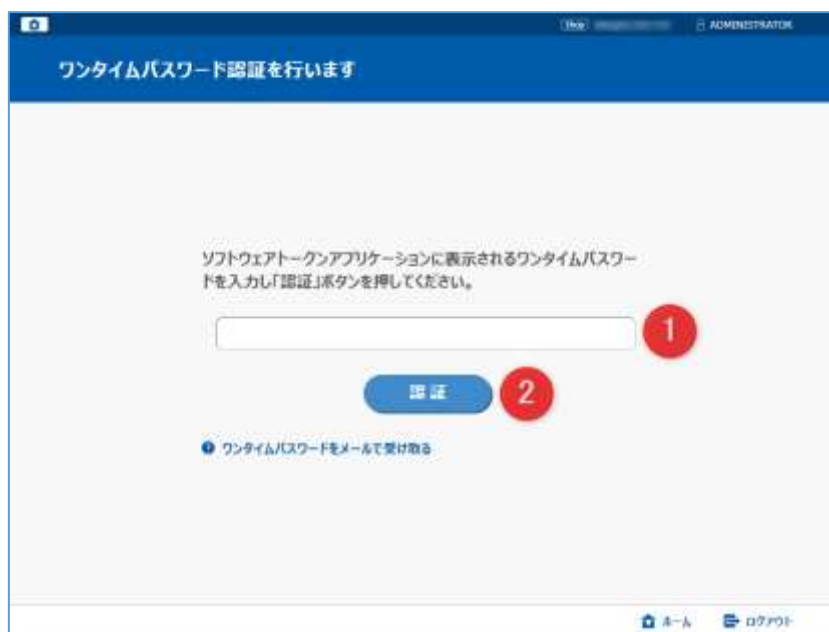 Shop
ADMINISTRATOR
ワンタイムパスワード認証を行います
ソフトウェアトークンアプリケーションに表示されるワンタイムパスワー
ドを入力し「認証」ボタンを押してください。
1
認証
2
ワンタイムパスワードをメールで受け取る
ホーム
ログアウト